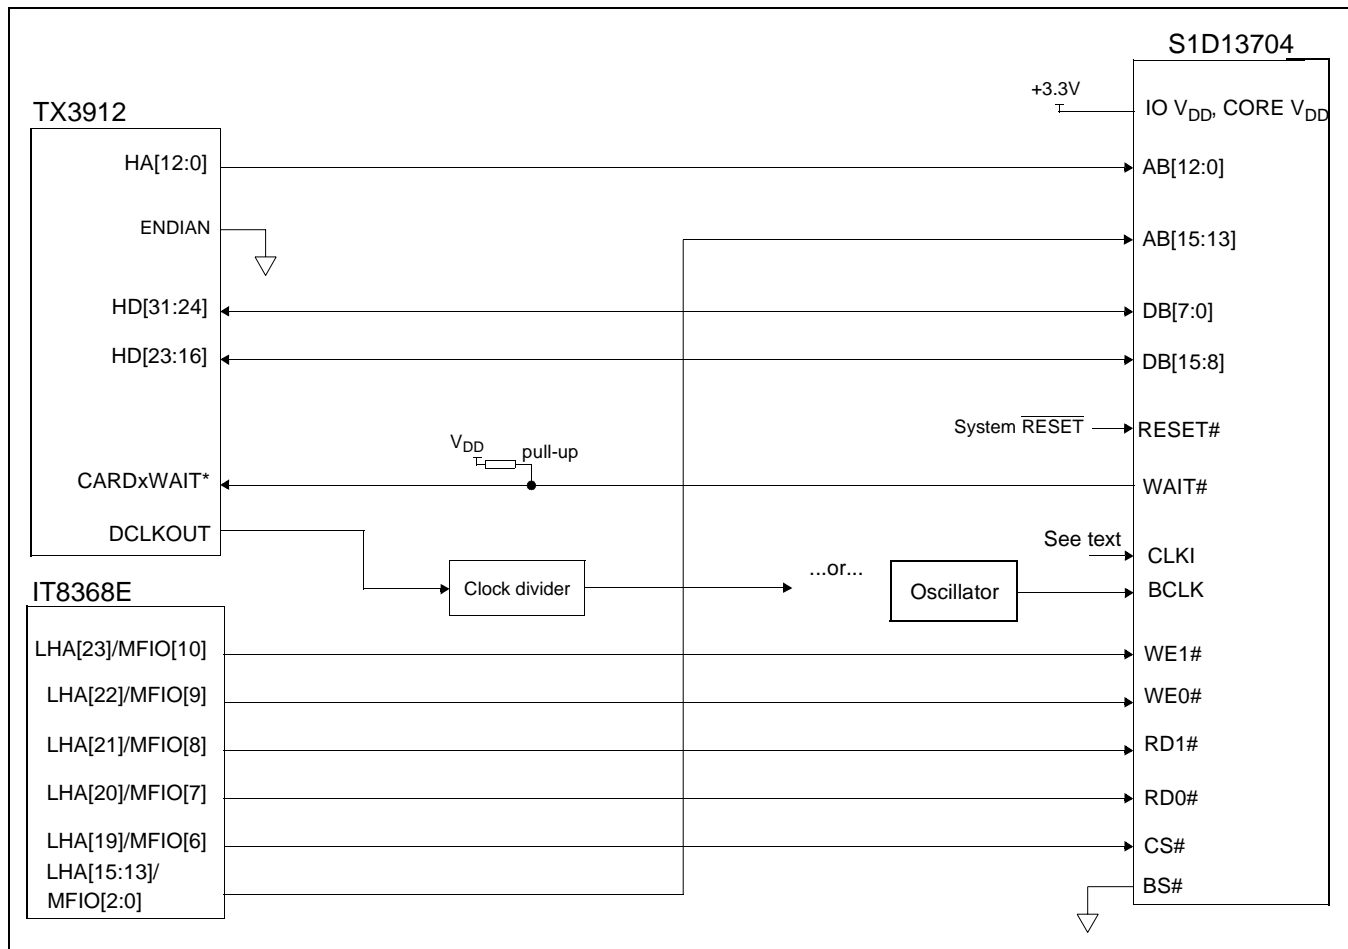 S1D13704
+3.3V
IO VDD, CORE VDD
TX3912
HA[12:0]
AB[12:0]
ENDIAN
AB[15:13]
HD[31:24]
DB[7:0]
HD[23:16]
DB[15:8]
System RESET
RESET#
VDD
pull-up
CARDxWAIT*
WAIT#
DCLKOUT
See text
CLKI
...or...
Clock divider
Oscillator
BCLK
IT8368E
LHA[23]/MFIO[10]
WE1#
LHA[22]/MFIO[9]
WE0#
LHA[21]/MFIO[8]
RD1#
LHA[20]/MFIO[7]
RD0#
LHA[19]/MFIO[6]
CS#
LHA[15:13]/
MFIO[2:0]
BS#